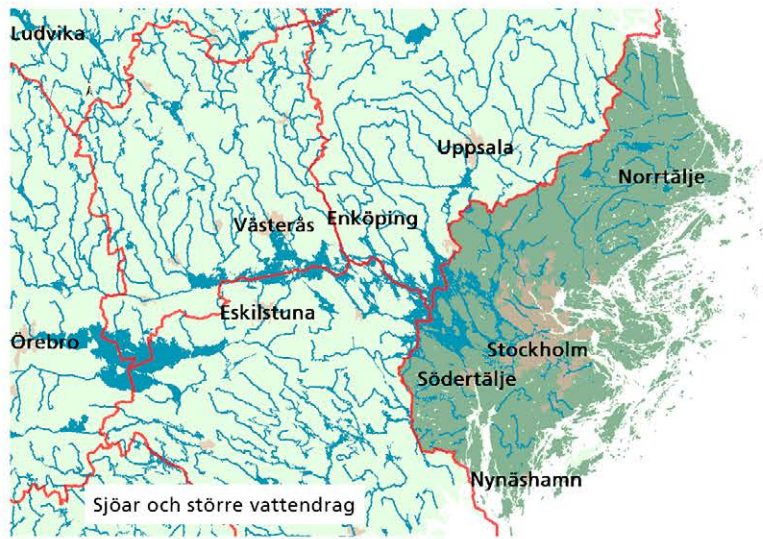 Ludvika
Uppsala
Norrtälje
Västerås
Enköping
Eskilstuna
Örebro
Stockholm
Södertälje
Nynäshamn
Sjöar och större vattendrag